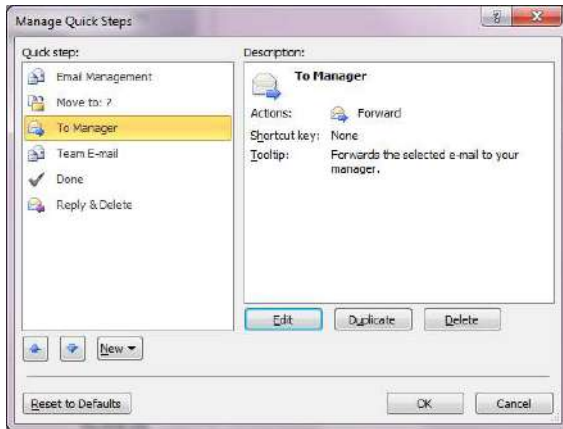 Manage Quick Steps
Quick step:
Email Management
Move to: ?
To Manager
Team E-mail
Done
Reply & Delete
New
Description:
To Manager
Actions: Forward
Shortcut key: None
Tooltip: Forwards the selected e-mail to your
manager.
Edit Duplicate Delete
Reset to Defaults OK Cancel